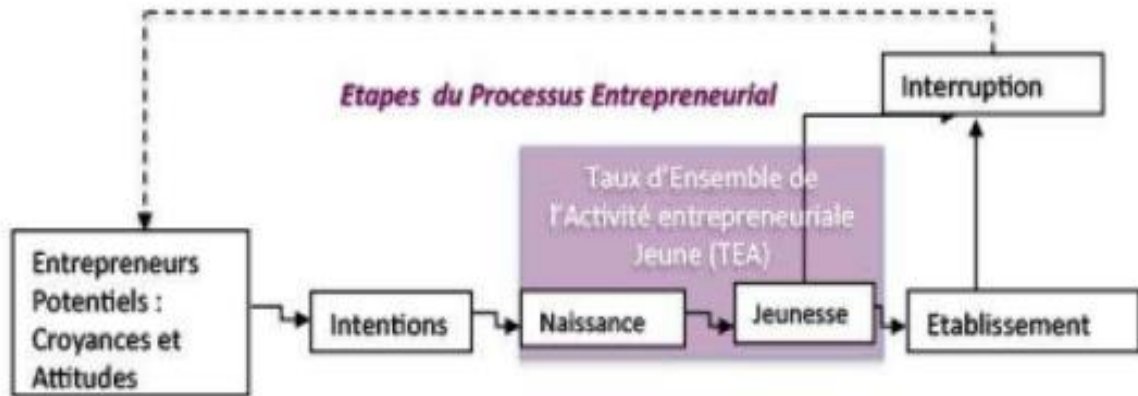 Etapes du Processus Entrepreneurial
Interruption
Taux d'Ensemble de
l'Activité entrepreneuriale
Jeune (TEA)
Entrepreneurs
Potentiels :
Croyances et
Attitudes
Intentions
Naissance
Jeunesse
Etablissement